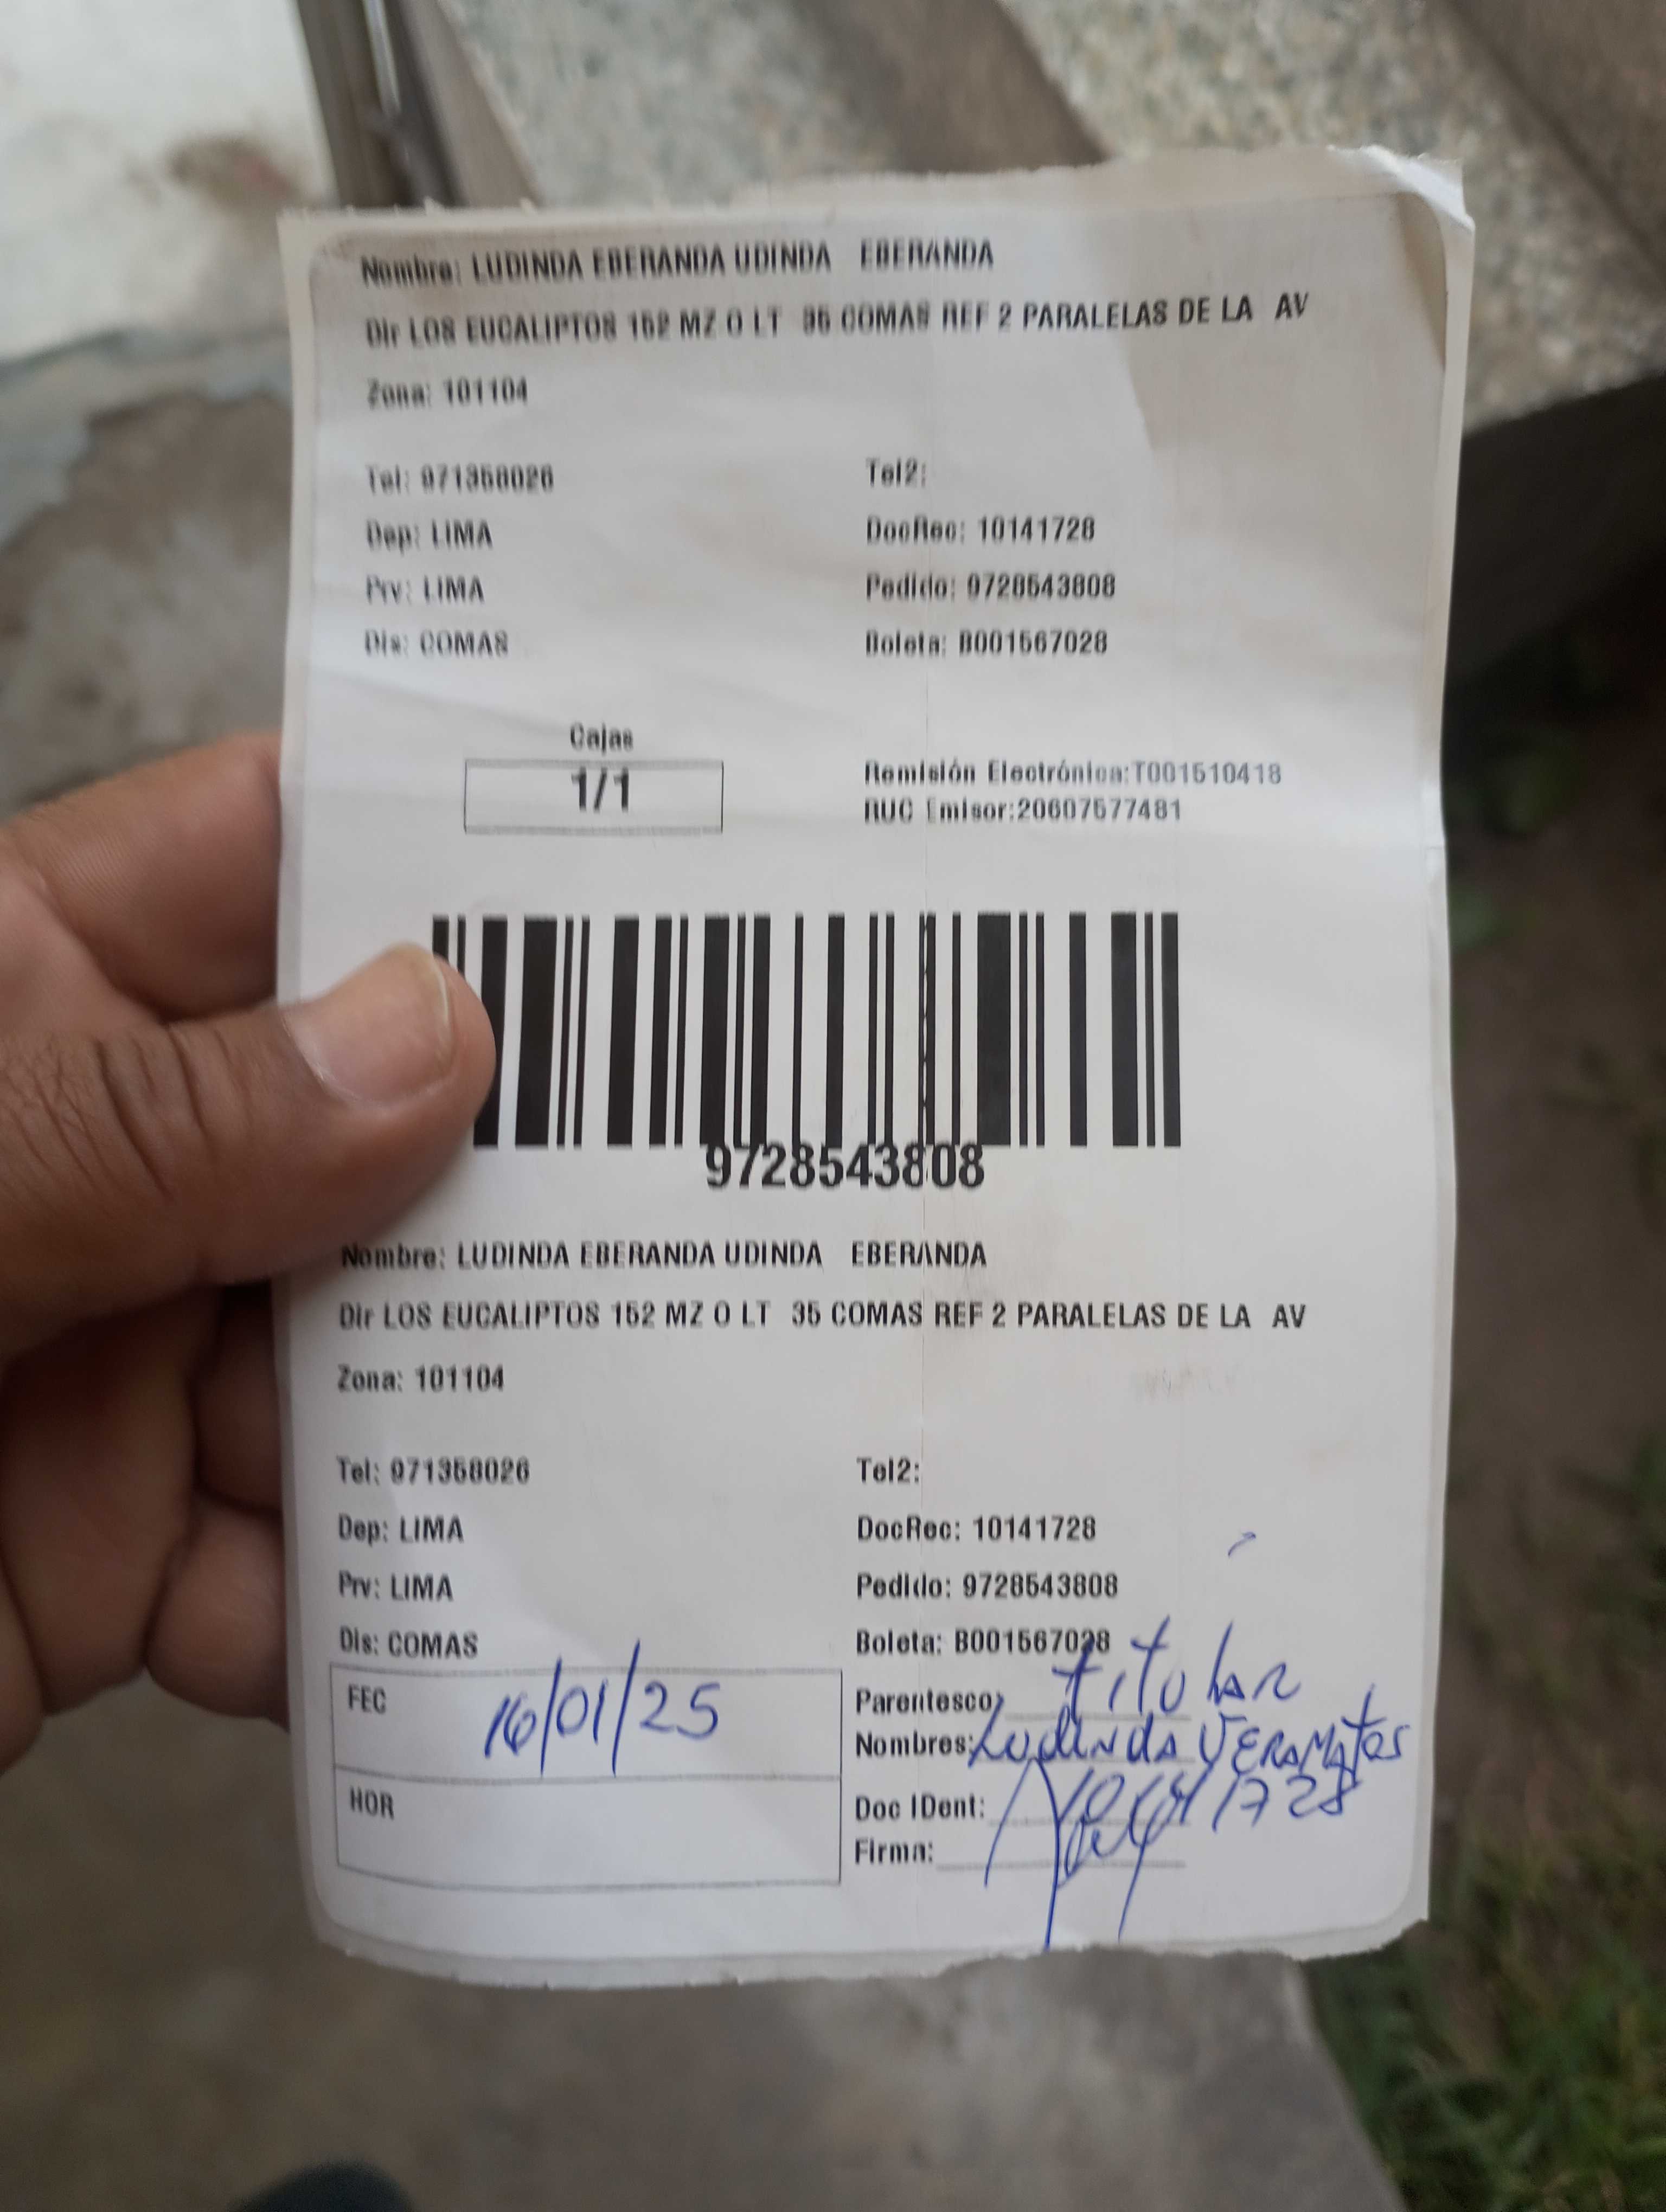 Nombre: LUDINDA EBERANDA UDINDA EBERANDA
Dir LOS EUCALIPTOS 152 MZ O LT 35 COMAS REF 2 PARALELAS DE LA AV
Zona: 101104
Tel: 971358026 Tel2:
Dep: LIMA DocRec: 10141728
Prv: LIMA Pedido: 9728543808
Dis: COMAS Boleta: B001567028
Cajas
1/1
Remisión Electrónica:T001510418
RUC Emisor:20607577481
9728543808
Nombre: LUDINDA EBERANDA UDINDA EBERANDA
Dir LOS EUCALIPTOS 152 MZ O LT 35 COMAS REF 2 PARALELAS DE LA AV
Zona: 101104
Tel: 971358026 Tel2:
Dep: LIMA DocRec: 10141728
Prv: LIMA Pedido: 9728543808
Dis: COMAS Boleta: B001567028
FEC 16/01/25
HOR
Parentesco: titular
Nombres: Ludinda VERAMATOS
Doc IDent: 10141728
Firma: